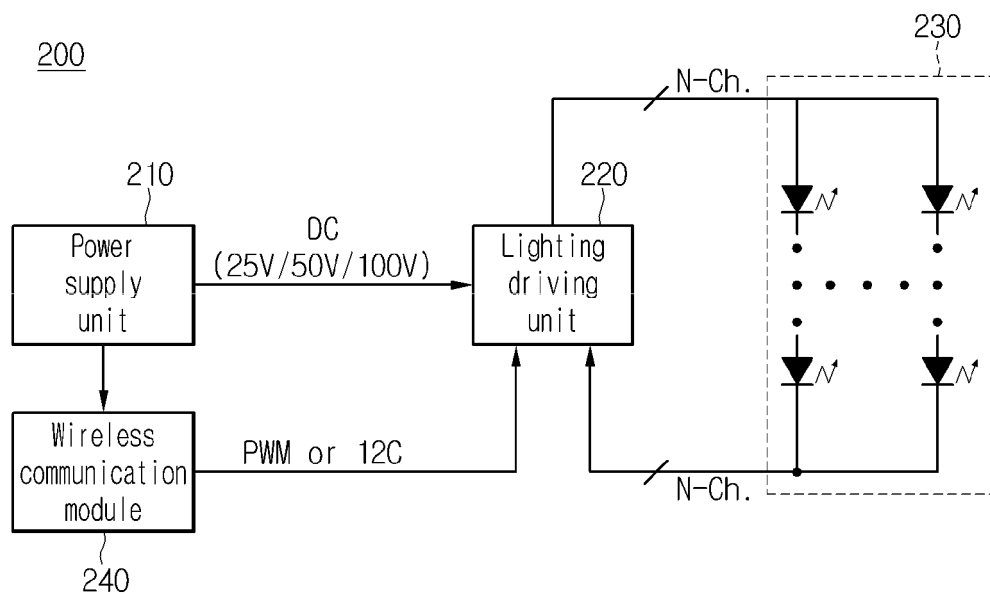 200
230
N-Ch.
210
220
Power
supply
unit
DC
(25V/50V/100V)
Lighting
driving
unit
Wireless
communication
module
PWM or 12C
N-Ch.
240